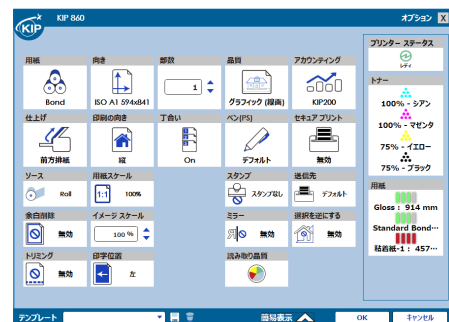 KIP
KIP 860
オプション X
用紙
向き
部数
品質
アカウンティング
Bond
ISO A1 594x841
1
グラフィック (線画)
KIP200
仕上げ
印刷の向き
丁合い
ペン(PS)
セキュアプリント
前方排紙
縦
On
デフォルト
無効
ソース
用紙スケール
スタンプ
送信先
Roll
1:1
100%
スタンプなし
デフォルト
余白削除
イメージ スケール
ミラー
選択を逆にする
無効
100 %
無効
無効
トリミング
印字位置
読み取り品質
無効
左
プリンター ステータス
レディ
トナー
100% - シアン
100% - マゼンタ
75% - イエロー
75% - ブラック
用紙
Gloss : 914 mm
Standard Bond…
粘着紙-1 : 457…
テンプレート
簡易表示
OK
キャンセル